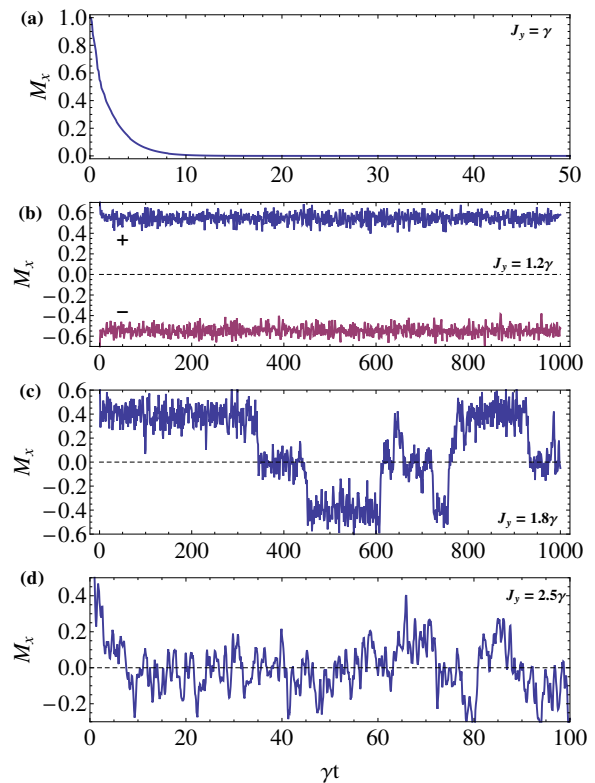 (a)
1.0
0.8
0.6
0.4
0.2
0.0
M_x
J_y = γ
0 10 20 30 40 50
(b)
0.6
0.4
0.2
0.0
−0.2
−0.4
−0.6
M_x
+
J_y = 1.2γ
−
0 200 400 600 800 1000
(c)
0.6
0.4
0.2
0.0
−0.2
−0.4
−0.6
M_x
J_y = 1.8γ
0 200 400 600 800 1000
(d)
0.4
0.2
0.0
−0.2
M_x
J_y = 2.5γ
0 20 40 60 80 100
γt